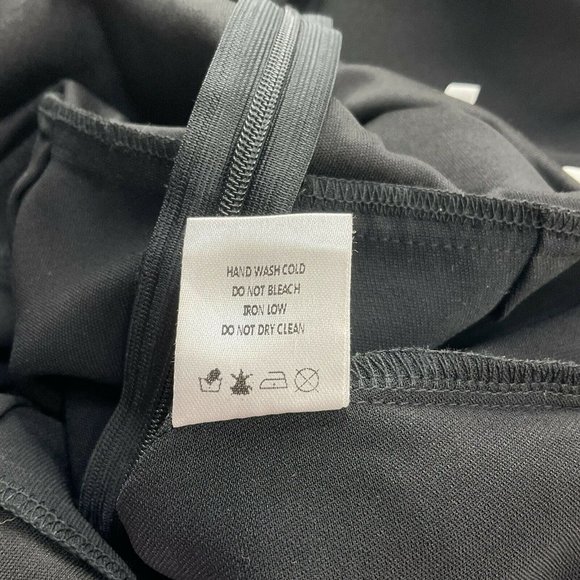 HAND WASH COLD
DO NOT BLEACH
IRON LOW
DO NOT DRY CLEAN